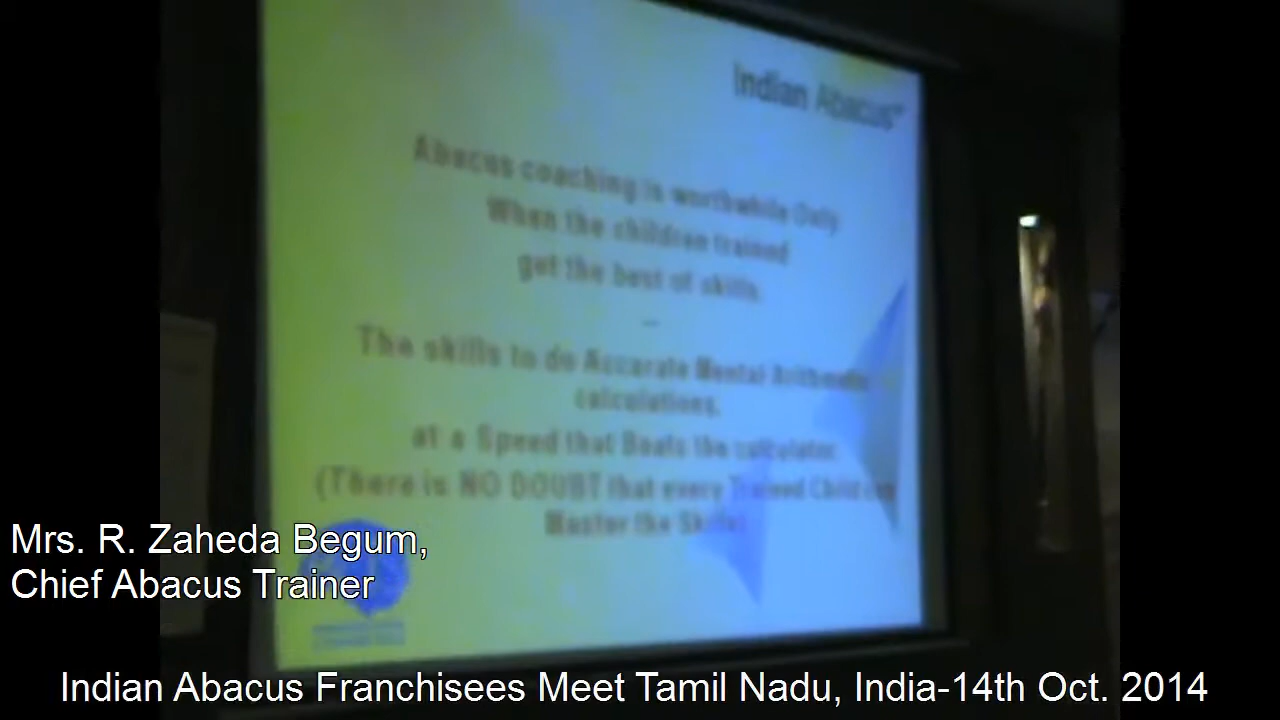 Indian Abacus
Abacus coaching is worthwhile Only
When the children trained
get the best of skills.
–
The skills to do Accurate Mental Arithmetic
calculations,
at a Speed that Beats the calculator.
(There is NO DOUBT that every Trained Child can
Master the Skills)
Mrs. R. Zaheda Begum,
Chief Abacus Trainer
Indian Abacus Franchisees Meet Tamil Nadu, India-14th Oct. 2014